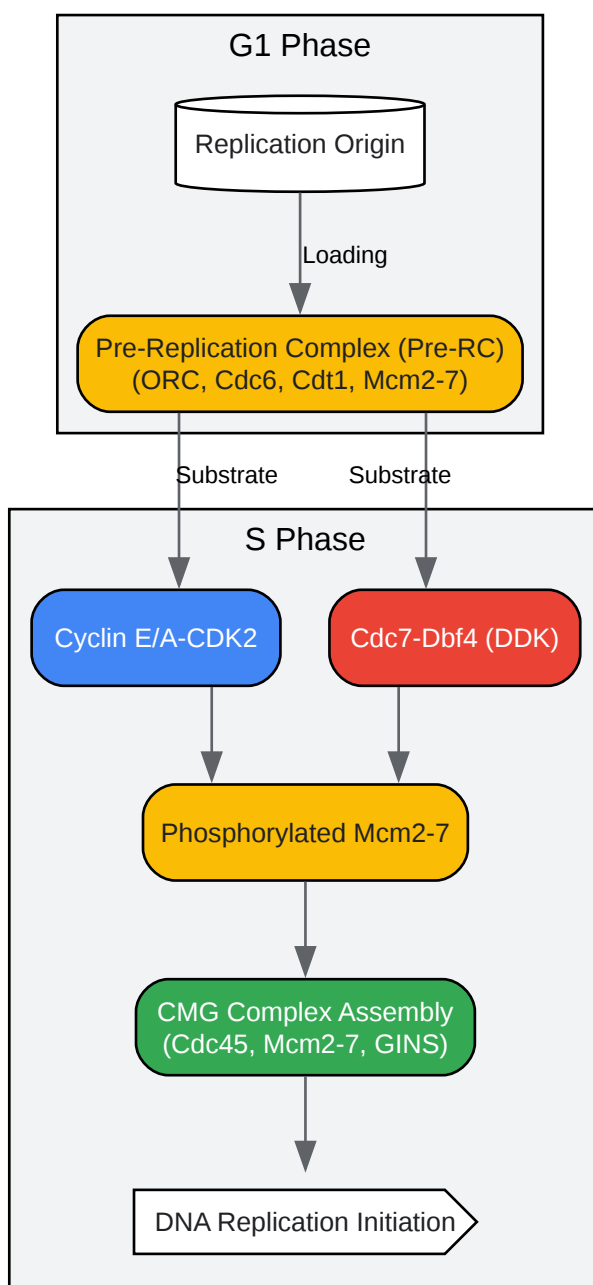 G1 Phase
Replication Origin
Loading
Pre-Replication Complex (Pre-RC)
(ORC, Cdc6, Cdt1, Mcm2-7)
Substrate
Substrate
S Phase
Cyclin E/A-CDK2
Cdc7-Dbf4 (DDK)
Phosphorylated Mcm2-7
CMG Complex Assembly
(Cdc45, Mcm2-7, GINS)
DNA Replication Initiation